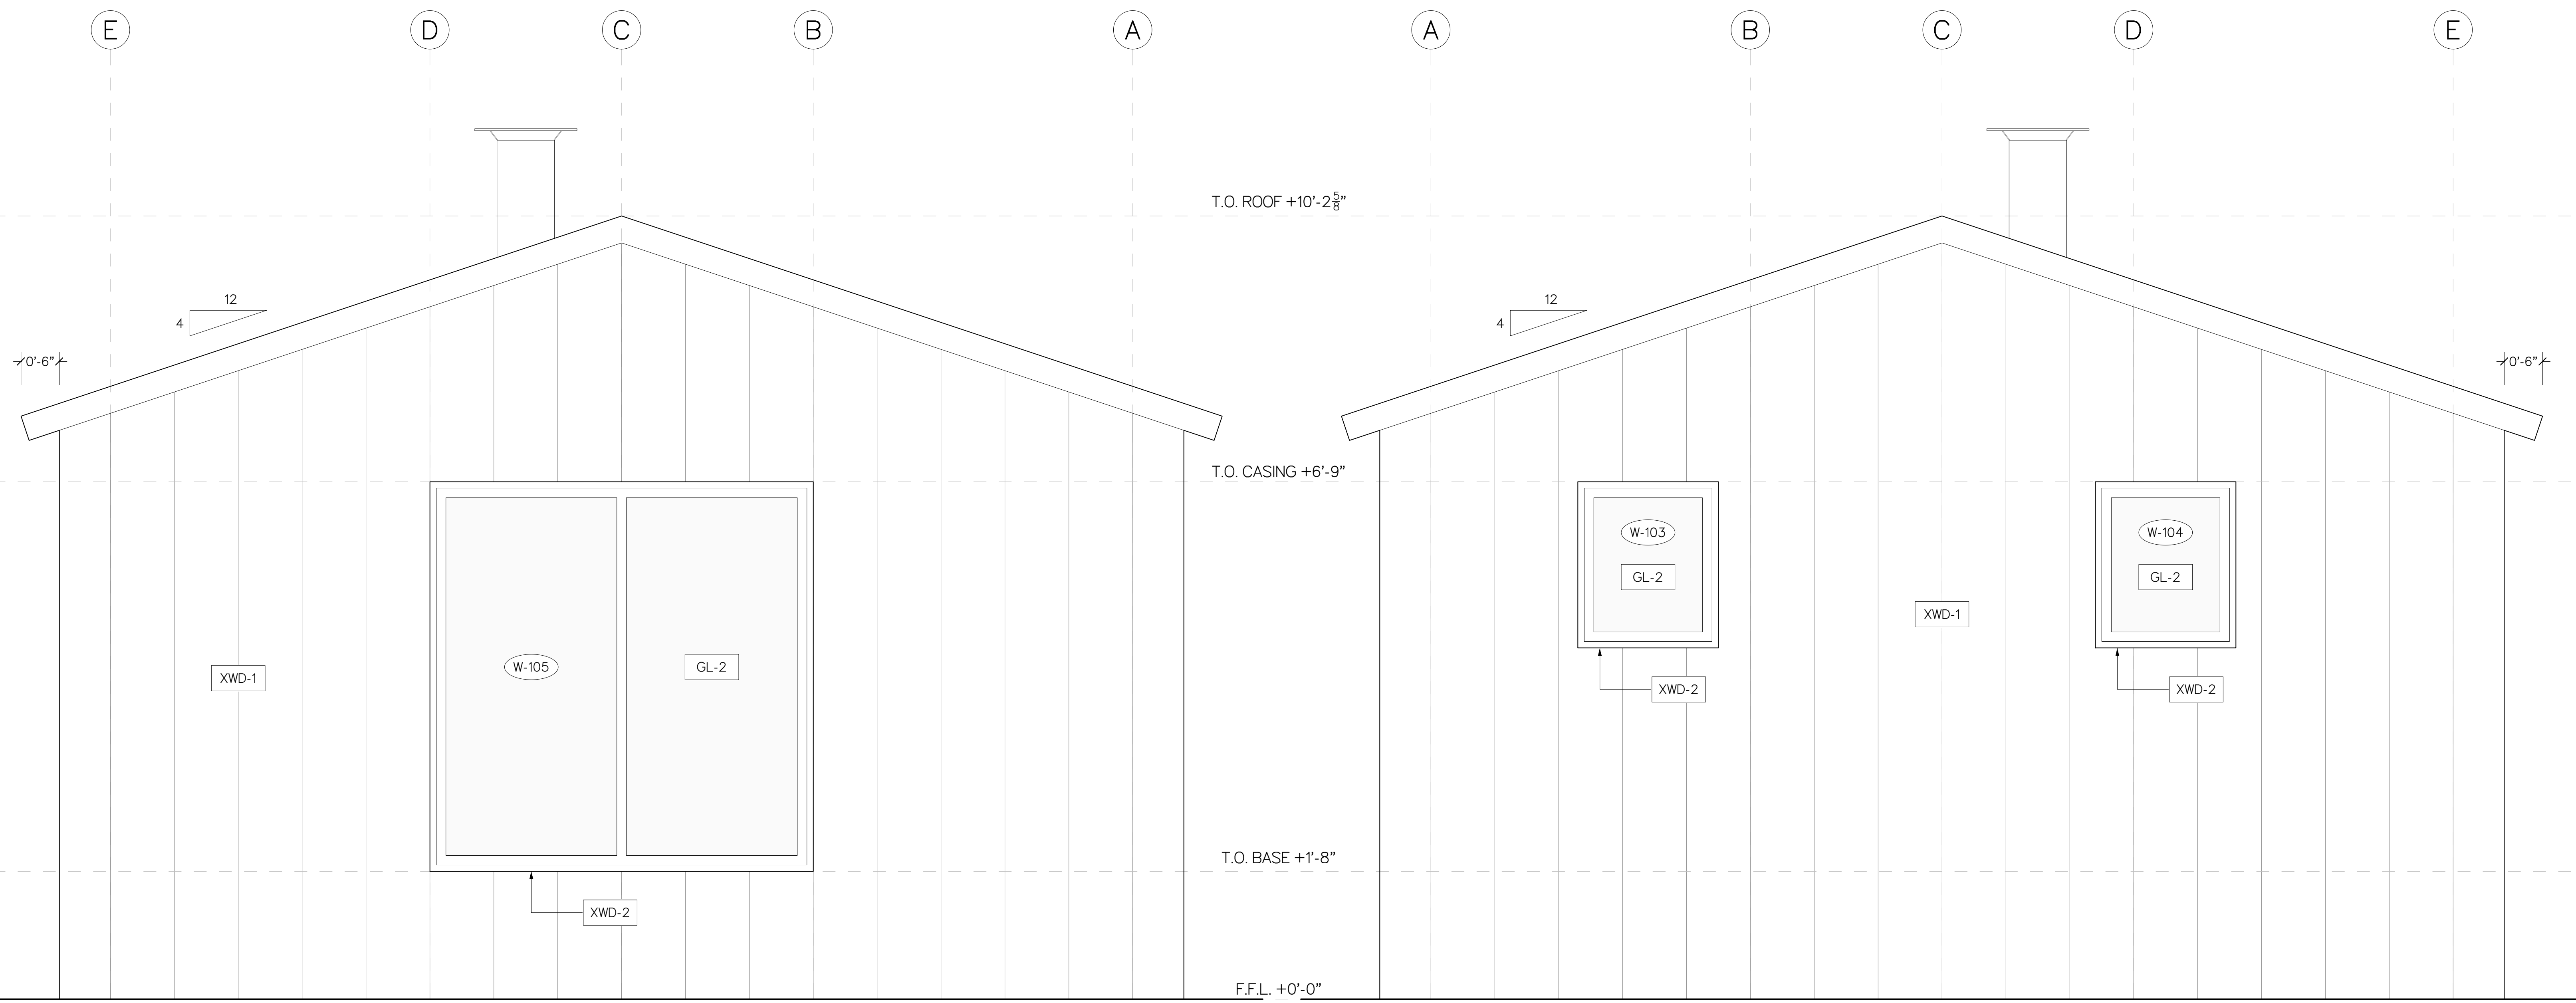 E D C B A A B C D E
T.O. ROOF +10'-2 5/8"
12
12
4
4
0'-6"
0'-6"
T.O. CASING +6'-9"
W-103
W-104
GL-2
GL-2
XWD-1
W-105
GL-2
XWD-1
XWD-2
XWD-2
T.O. BASE +1'-8"
XWD-2
F.F.L. +0'-0"